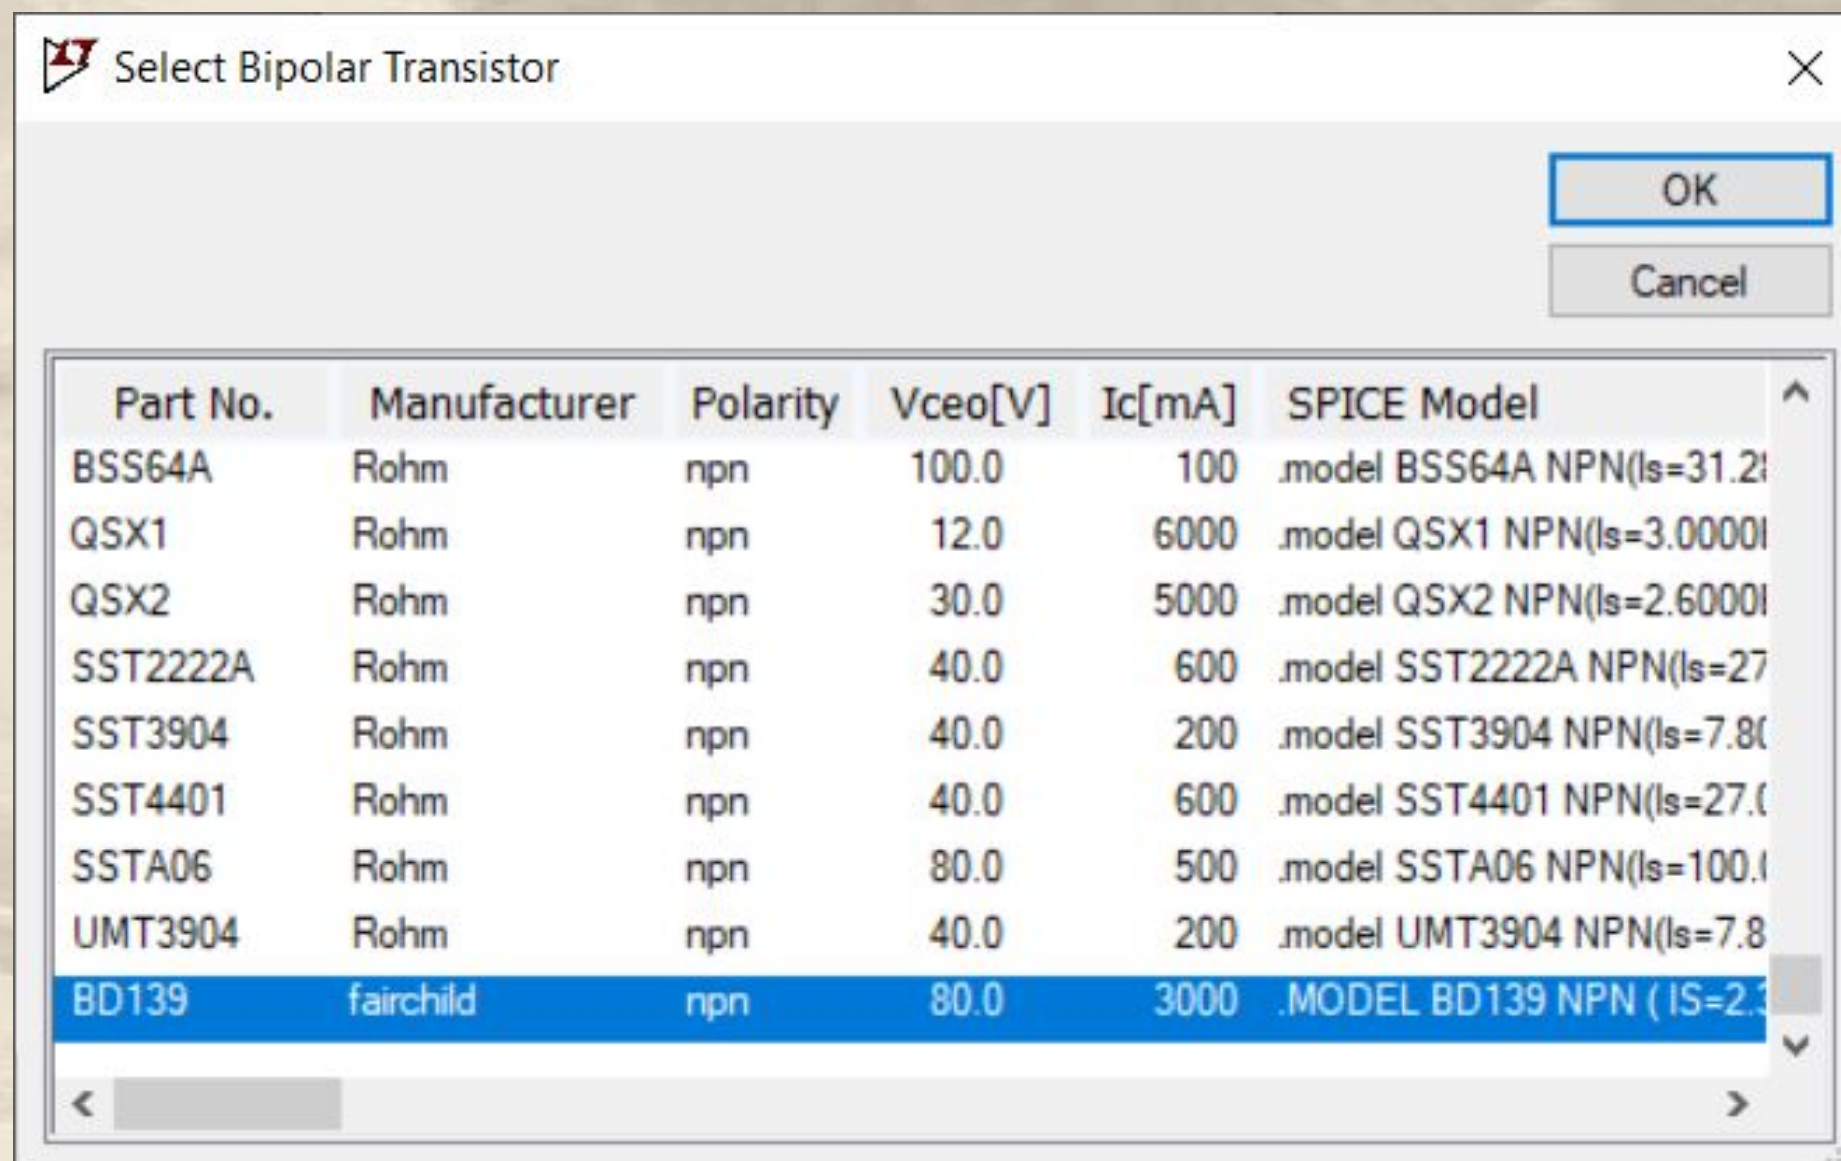 Select Bipolar Transistor
OK
Cancel
Part No. Manufacturer Polarity Vceo[V] Ic[mA] SPICE Model
BSS64A Rohm npn 100.0 100 .model BSS64A NPN(Is=31.2
QSX1 Rohm npn 12.0 6000 .model QSX1 NPN(Is=3.0000
QSX2 Rohm npn 30.0 5000 .model QSX2 NPN(Is=2.6000
SST2222A Rohm npn 40.0 600 .model SST2222A NPN(Is=27
SST3904 Rohm npn 40.0 200 .model SST3904 NPN(Is=7.80
SST4401 Rohm npn 40.0 600 .model SST4401 NPN(Is=27.0
SSTA06 Rohm npn 80.0 500 .model SSTA06 NPN(Is=100.
UMT3904 Rohm npn 40.0 200 .model UMT3904 NPN(Is=7.8
BD139 fairchild npn 80.0 3000 .MODEL BD139 NPN ( IS=2.3